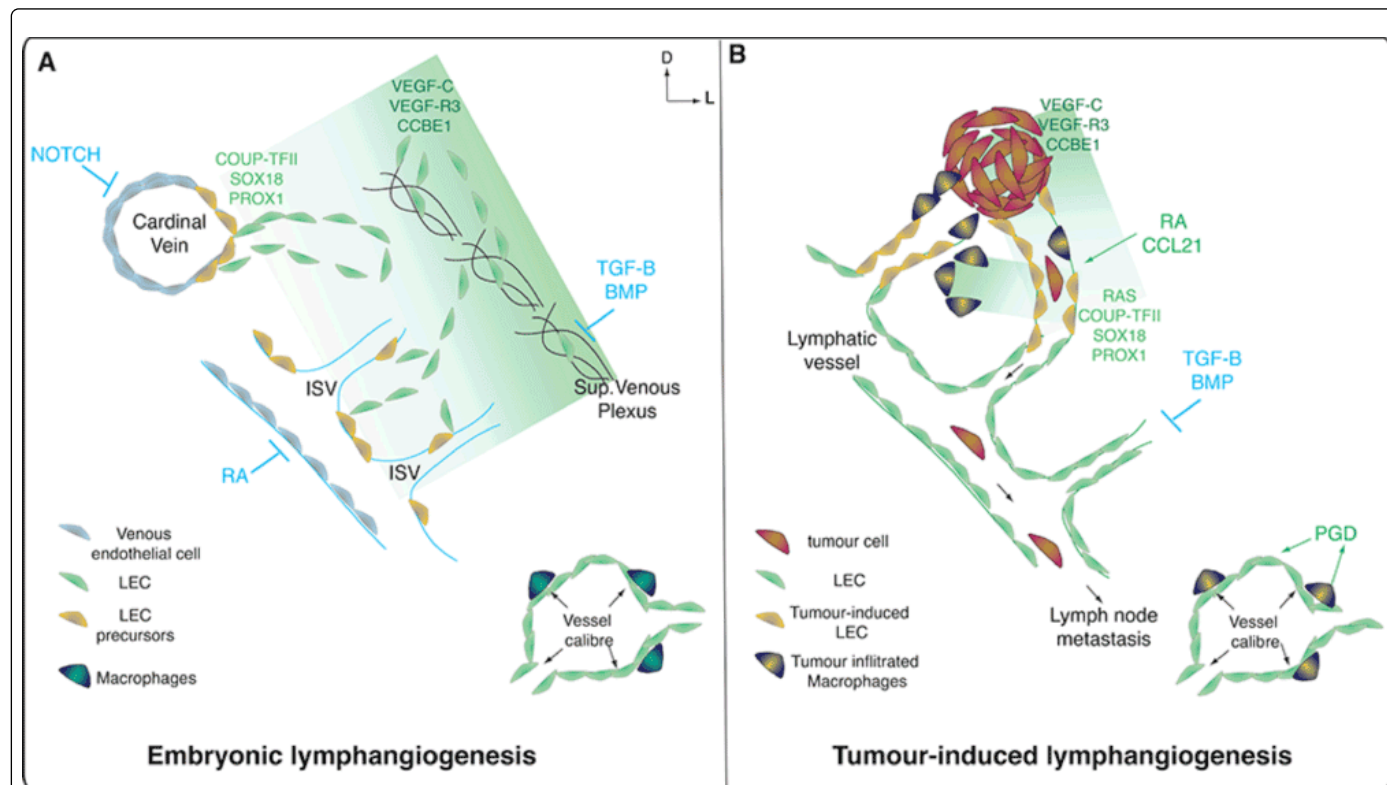 A
VEGF-C
VEGF-R3
CCBE1
NOTCH
COUP-TFII
SOX18
PROX1
Cardinal
Vein
TGF-B
BMP
ISV
Sup.Venous
Plexus
ISV
RA
Venous
endothelial cell
LEC
LEC
precursors
Macrophages
Vessel
calibre
Embryonic lymphangiogenesis
D
L
B
VEGF-C
VEGF-R3
CCBE1
RA
CCL21
RAS
COUP-TFII
SOX18
PROX1
Lymphatic
vessel
TGF-B
BMP
tumour cell
LEC
Tumour-induced
LEC
Tumour inflitrated
Macrophages
Lymph node
metastasis
PGD
Vessel
calibre
Tumour-induced lymphangiogenesis